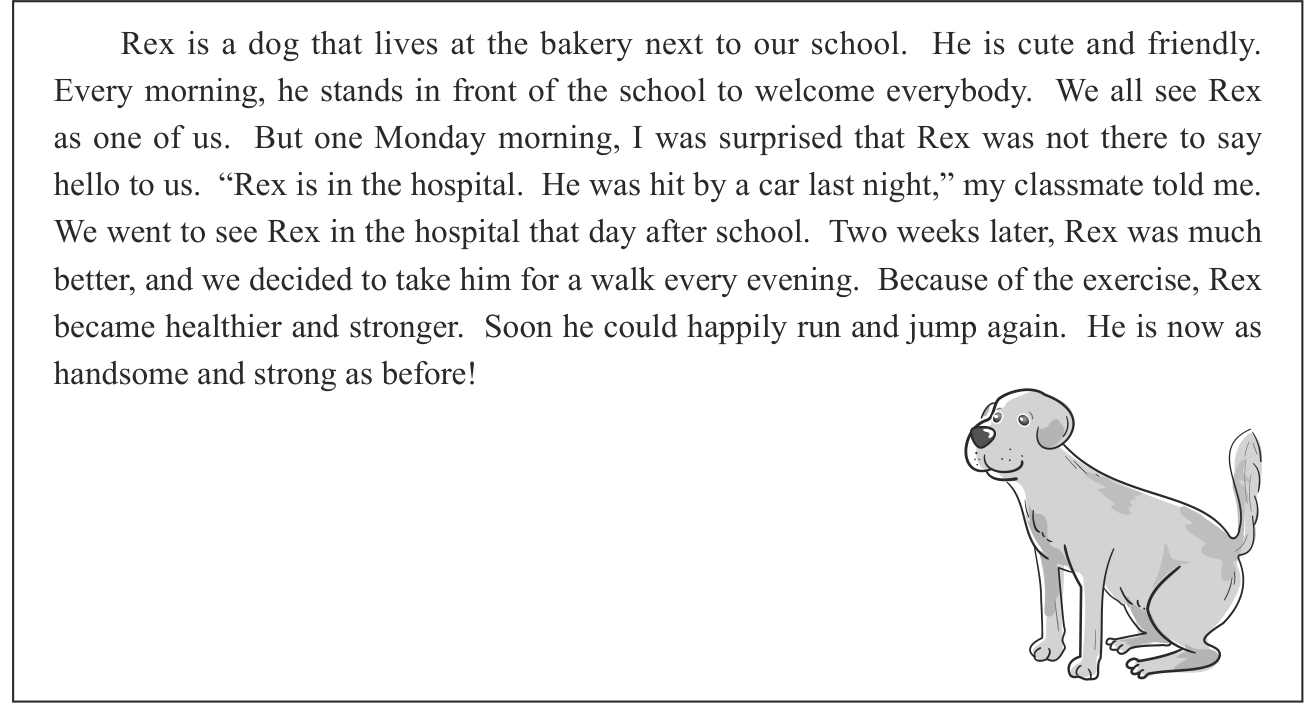 Rex is a dog that lives at the bakery next to our school. He is cute and friendly.
Every morning, he stands in front of the school to welcome everybody. We all see Rex
as one of us. But one Monday morning, I was surprised that Rex was not there to say
hello to us. “Rex is in the hospital. He was hit by a car last night,” my classmate told me.
We went to see Rex in the hospital that day after school. Two weeks later, Rex was much
better, and we decided to take him for a walk every evening. Because of the exercise, Rex
became healthier and stronger. Soon he could happily run and jump again. He is now as
handsome and strong as before!